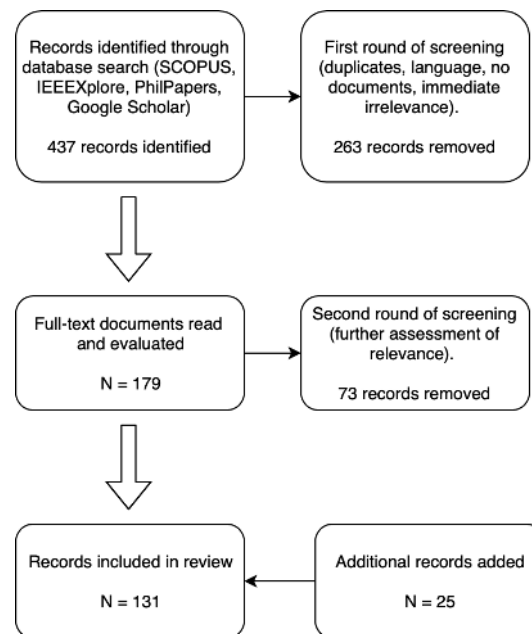 Records identified through
database search (SCOPUS,
IEEEXplore, PhilPapers,
Google Scholar)
437 records identified
First round of screening
(duplicates, language, no
documents, immediate
irrelevance).
263 records removed
Full-text documents read
and evaluated
N = 179
Second round of screening
(further assessment of
relevance).
73 records removed
Records included in review
N = 131
Additional records added
N = 25